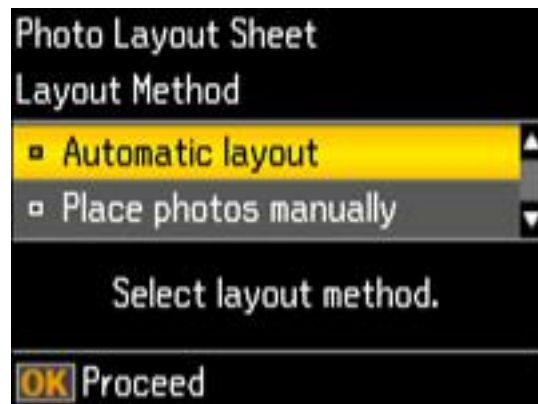 Photo Layout Sheet
Layout Method
Automatic layout
Place photos manually
Select layout method.
OK Proceed